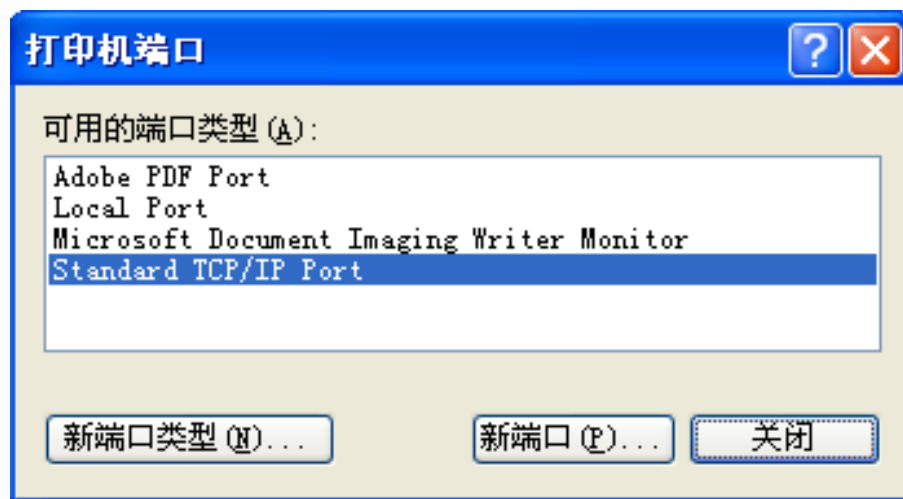 打印机端口
可用的端口类型(A):
Adobe PDF Port
Local Port
Microsoft Document Imaging Writer Monitor
Standard TCP/IP Port
新端口类型(N)... 新端口(P)... 关闭